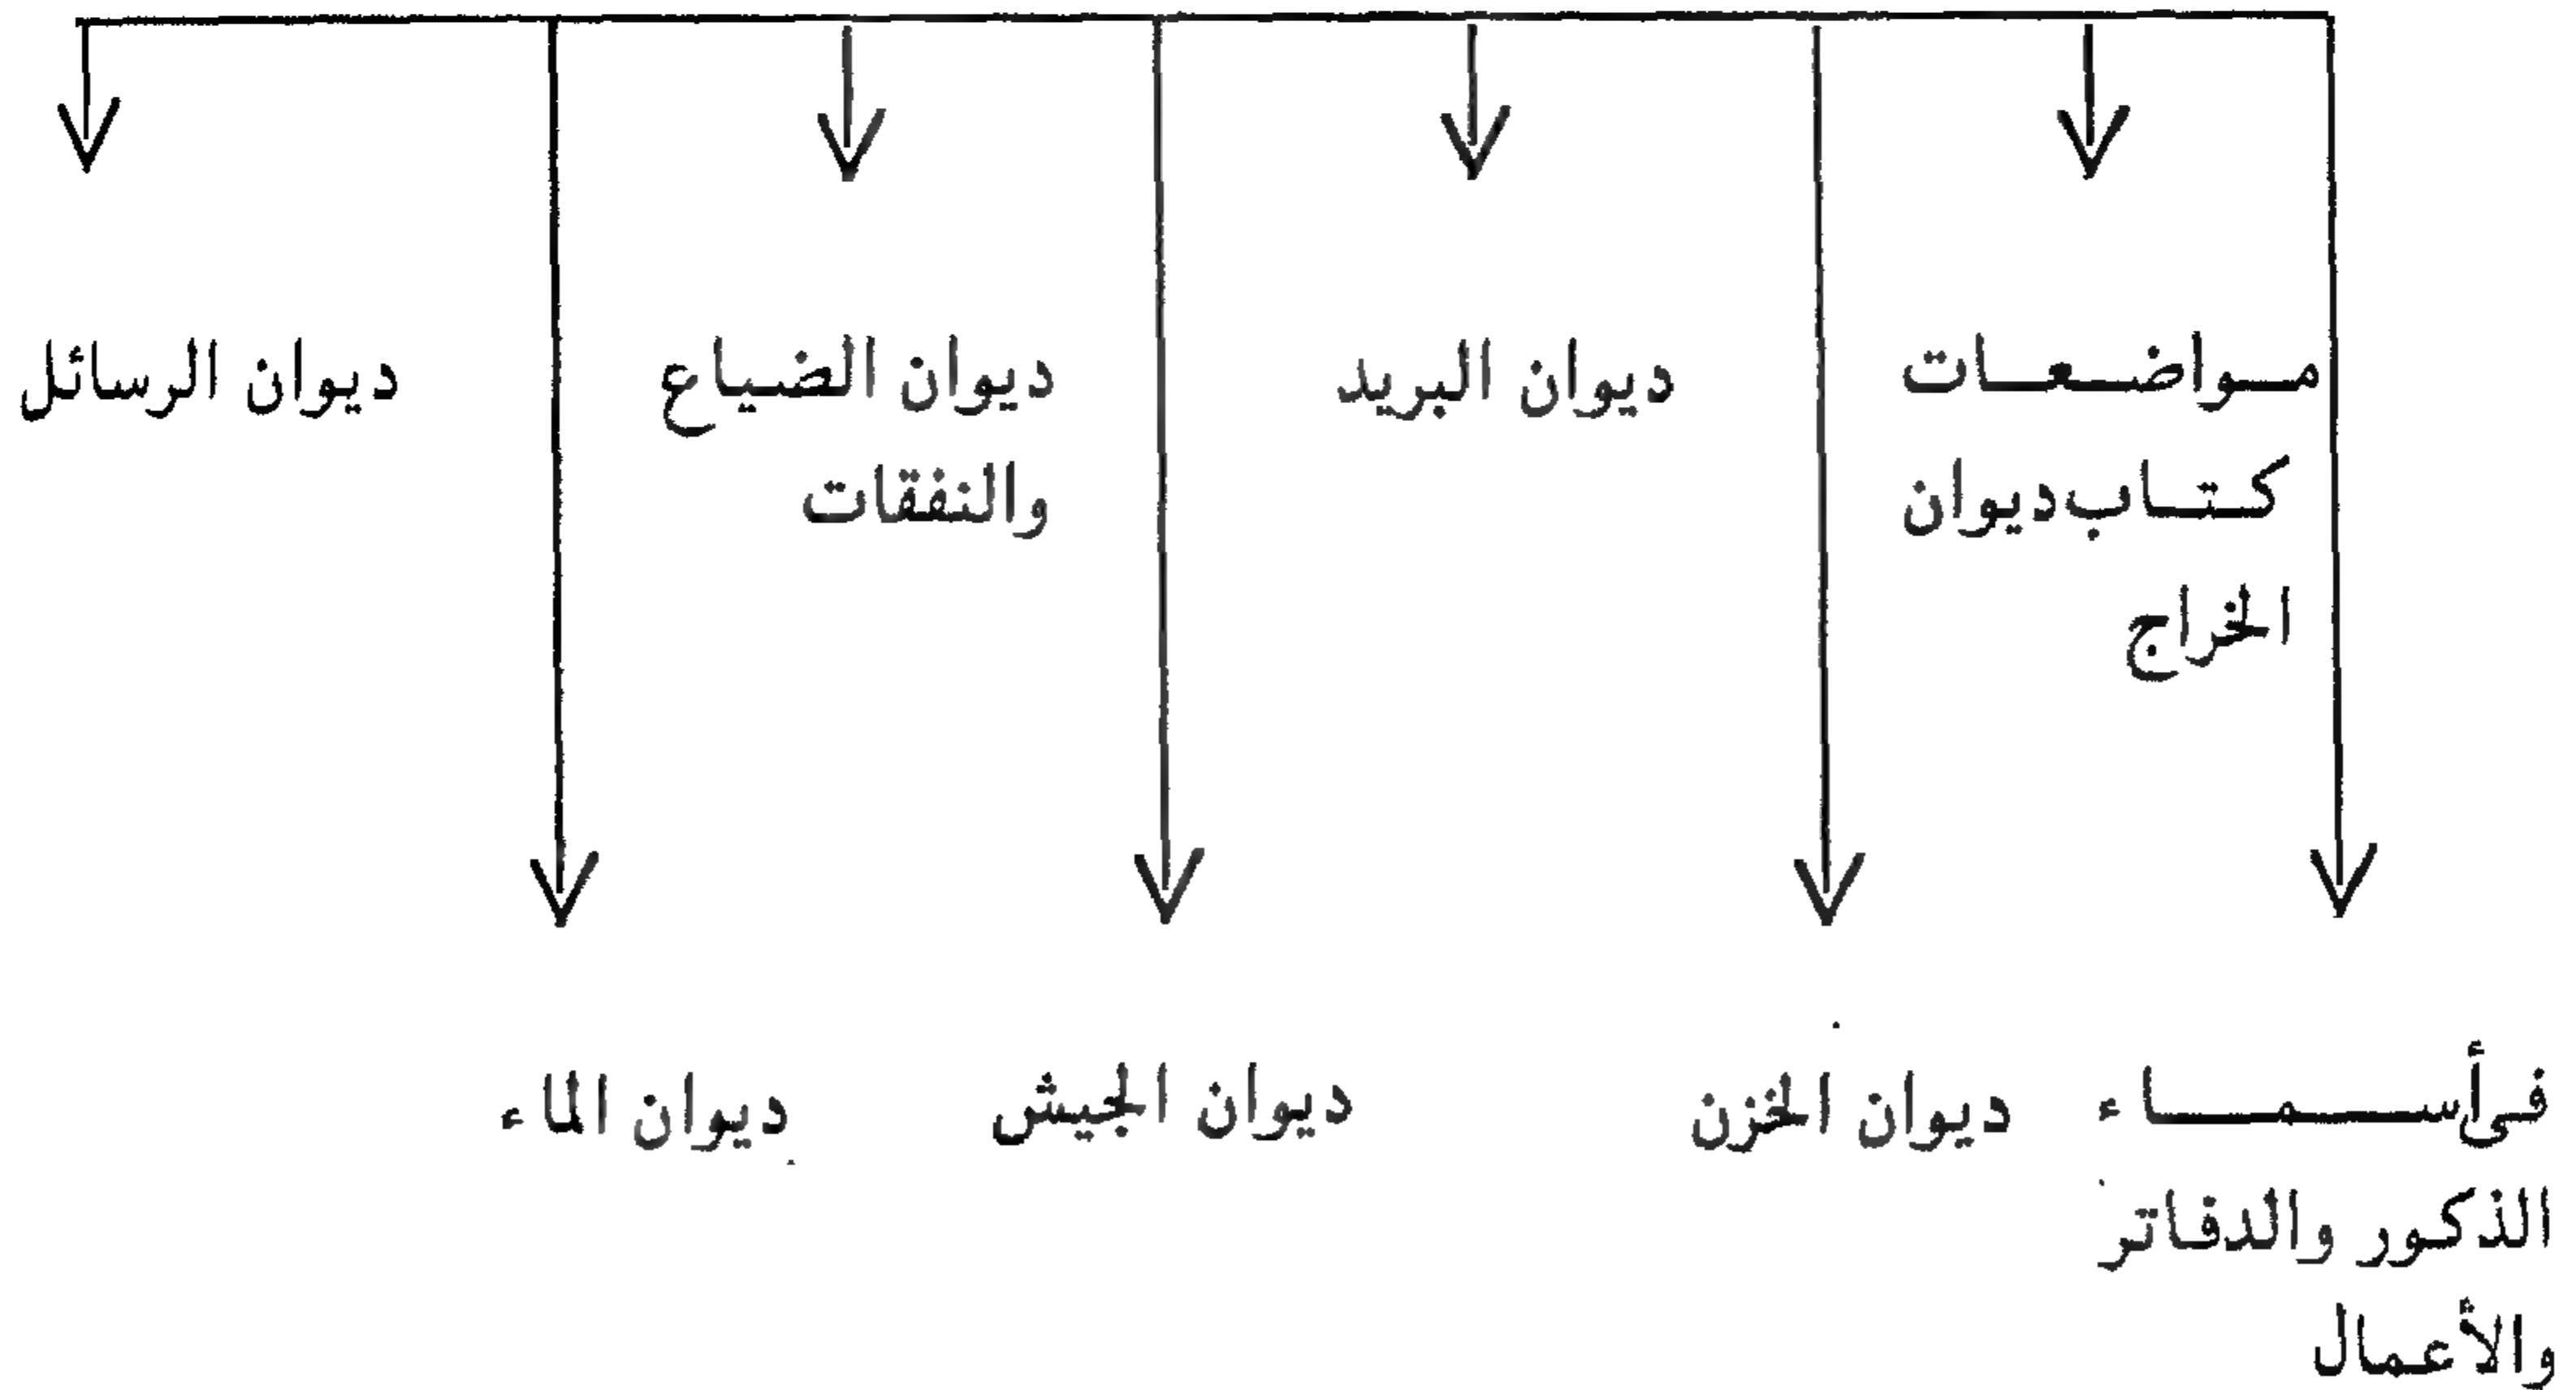 مواضعات
كتاب ديوان
الخراج
ديوان البريد
ديوان الضياع
والنفقات
ديوان الرسائل
فى أسماء
الذكور والدفاتر
والأعمال
ديوان الخزن
ديوان الجيش
ديوان الماء